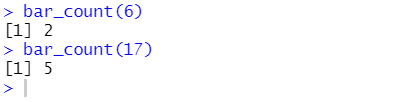 > bar_count(6)
[1] 2
> bar_count(17)
[1] 5
>